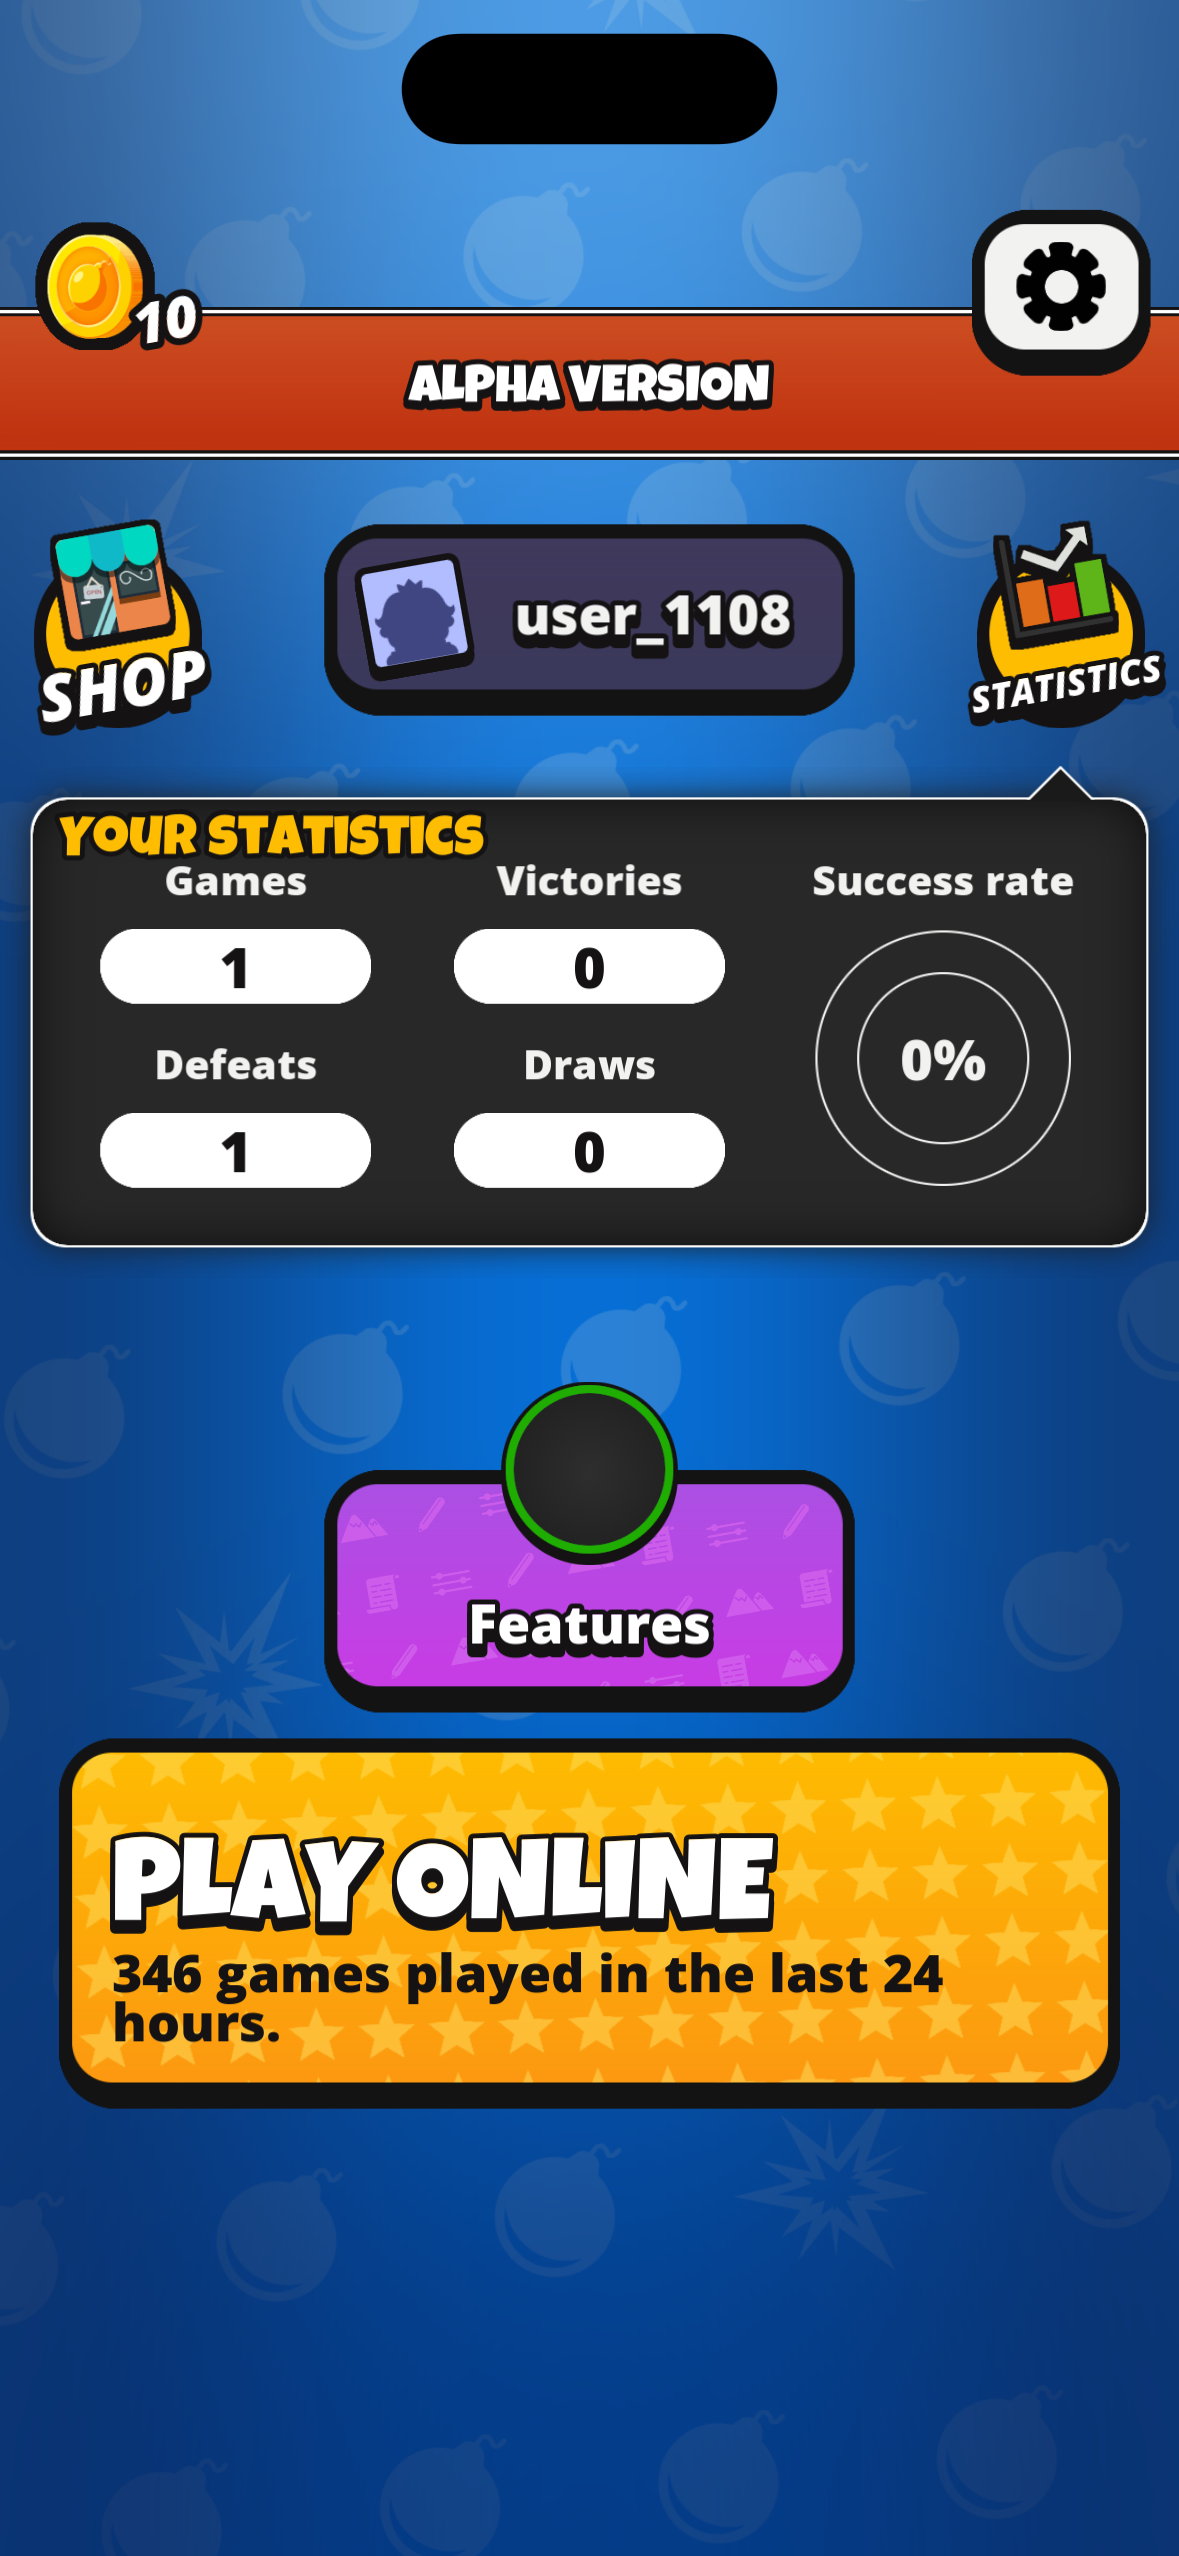 10
ALPHA VERSION
SHOP
OPEN
user_1108
STATISTICS
YOUR STATISTICS
Games
Victories
Success rate
1
0
0%
Defeats
Draws
1
0
Features
PLAY ONLINE
346 games played in the last 24
hours.